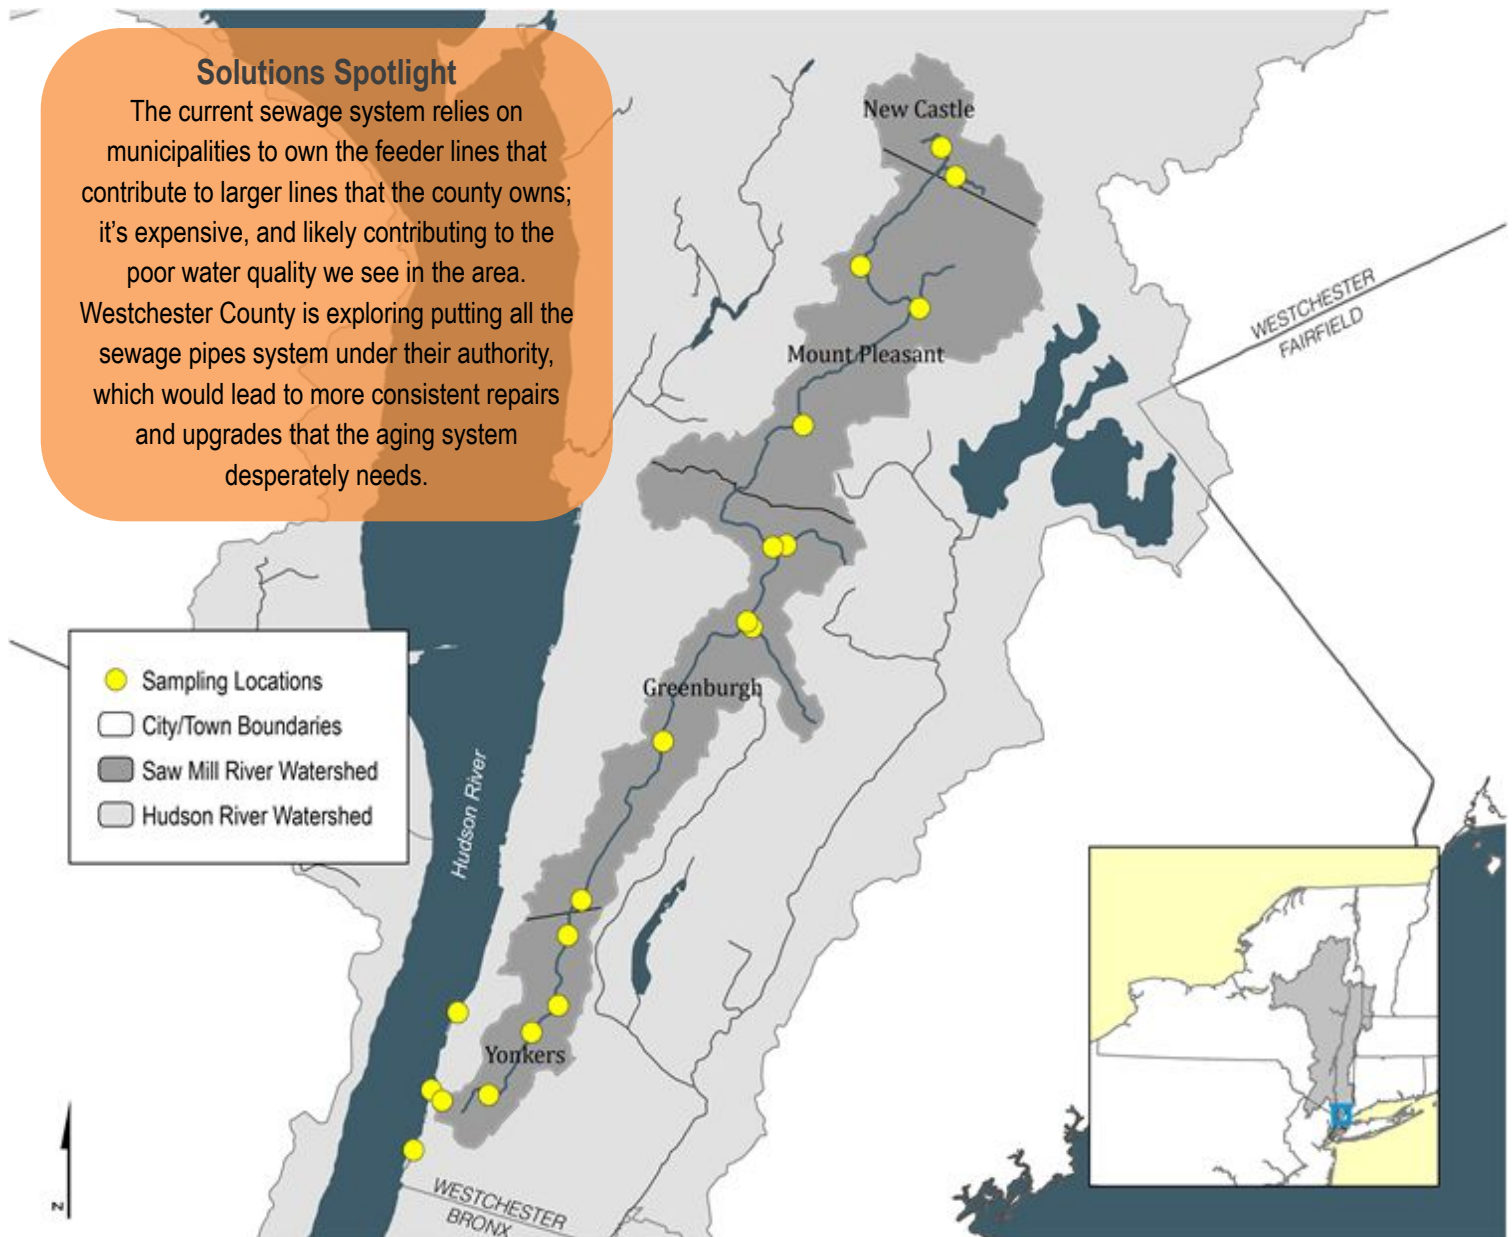 Solutions Spotlight
The current sewage system relies on
municipalities to own the feeder lines that
contribute to larger lines that the county owns;
it's expensive, and likely contributing to the
poor water quality we see in the area.
Westchester County is exploring putting all the
sewage pipes system under their authority,
which would lead to more consistent repairs
and upgrades that the aging system
desperately needs.
New Castle
WESTCHESTER
FAIRFIELD
Mount Pleasant
Sampling Locations
City/Town Boundaries
Saw Mill River Watershed
Hudson River Watershed
Greenburgh
Hudson River
Yonkers
WESTCHESTER
BRONX
N